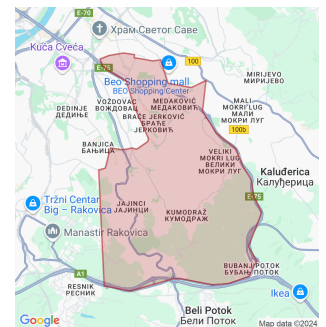 E-70
Храм Светог Саве
Kuća Cveća
100
E-75
Beo Shopping mall
BEO Shopping Center
MIRIJEVO
МИРИЈЕВО
VOŽDOVAC
ВОЖДОВАЦ
MEDAKOVIĆ
МЕДАКОВИЋ
DEDINJE
ДЕДИЊЕ
BRAĆE JERKOVIĆ
БРАЋЕ
ЈЕРКОВИЋ
MALI
MOKRI LUG
МАЛИ
МОКРИ ЛУГ
100b
BANJICA
БАЊИЦА
VELIKI
MOKRI LUG
ВЕЛИКИ
МОКРИ ЛУГ
Kaluđerica
Калуђерица
E-75
Tržni Centar
Big – Rakovica
JAJINCI
ЈАЈИНЦИ
KUMODRAŽ
КУМОДРАЖ
Manastir Rakovica
BUBANJ POTOK
БУБАЊ ПОТОК
A1
RESNIK
РЕСНИК
Ikea
Beli Potok
Бели Поток
Google
Map data ©2024